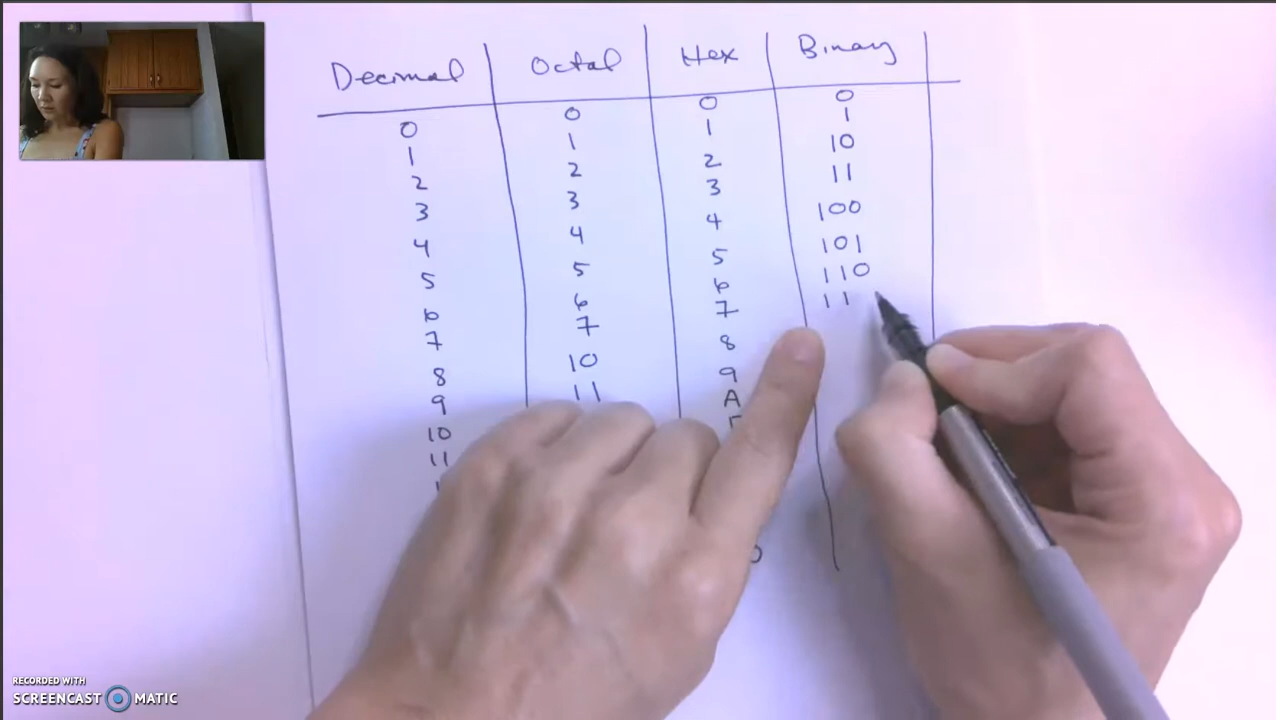 Decimal Octal Hex Binary
0 0 0 0
1 1 1 1
2 2 2 10
3 3 3 11
4 4 4 100
5 5 5 101
6 6 6 110
7 7 7 11
8 10 8
9 11 9
10 A
11
RECORDED WITH
SCREENCAST MATIC